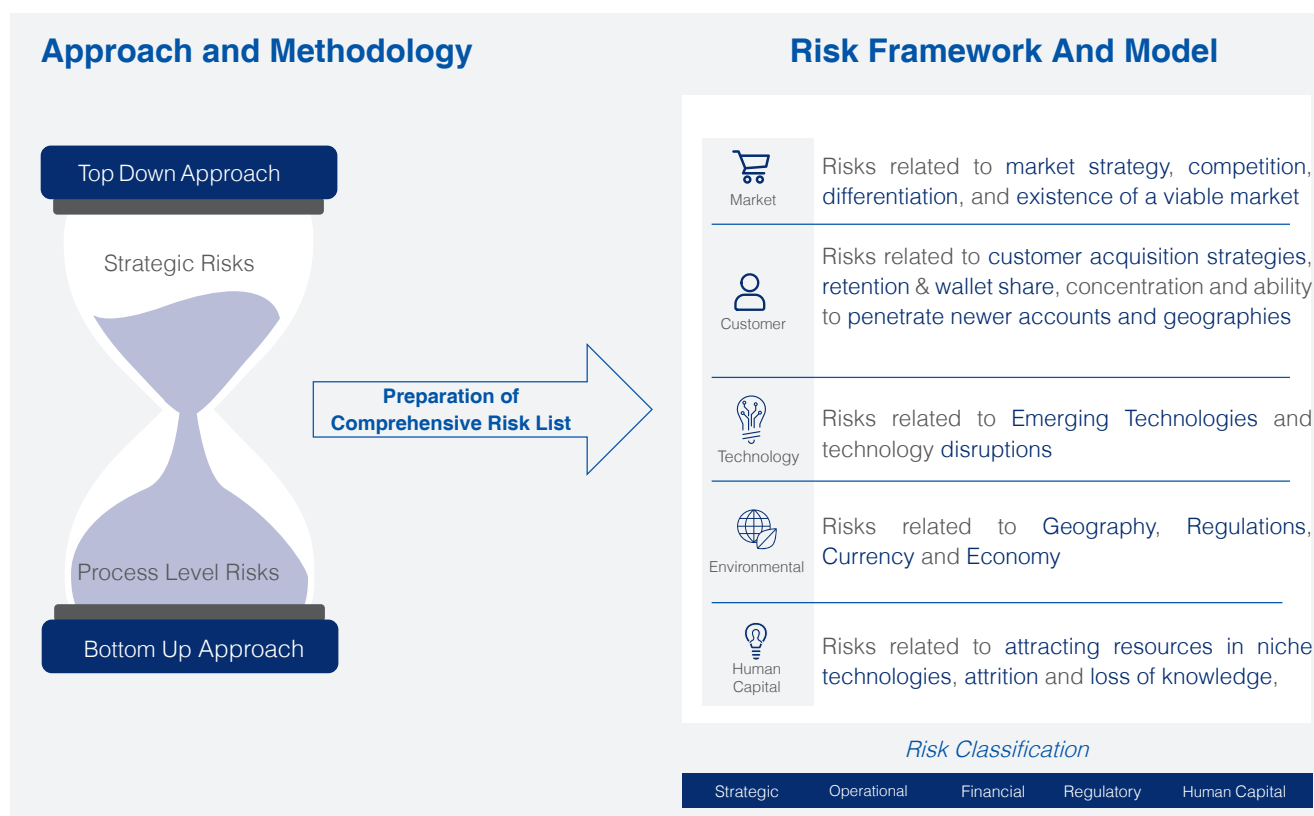 Approach and Methodology
Top Down Approach
Strategic Risks
Process Level Risks
Bottom Up Approach
Preparation of
Comprehensive Risk List
Risk Framework And Model
Market
Risks related to market strategy, competition,
differentiation, and existence of a viable market
Customer
Risks related to customer acquisition strategies,
retention & wallet share, concentration and ability
to penetrate newer accounts and geographies
Technology
Risks related to Emerging Technologies and
technology disruptions
Environmental
Risks related to Geography, Regulations,
Currency and Economy
Human
Capital
Risks related to attracting resources in niche
technologies, attrition and loss of knowledge,
Risk Classification
Strategic Operational Financial Regulatory Human Capital